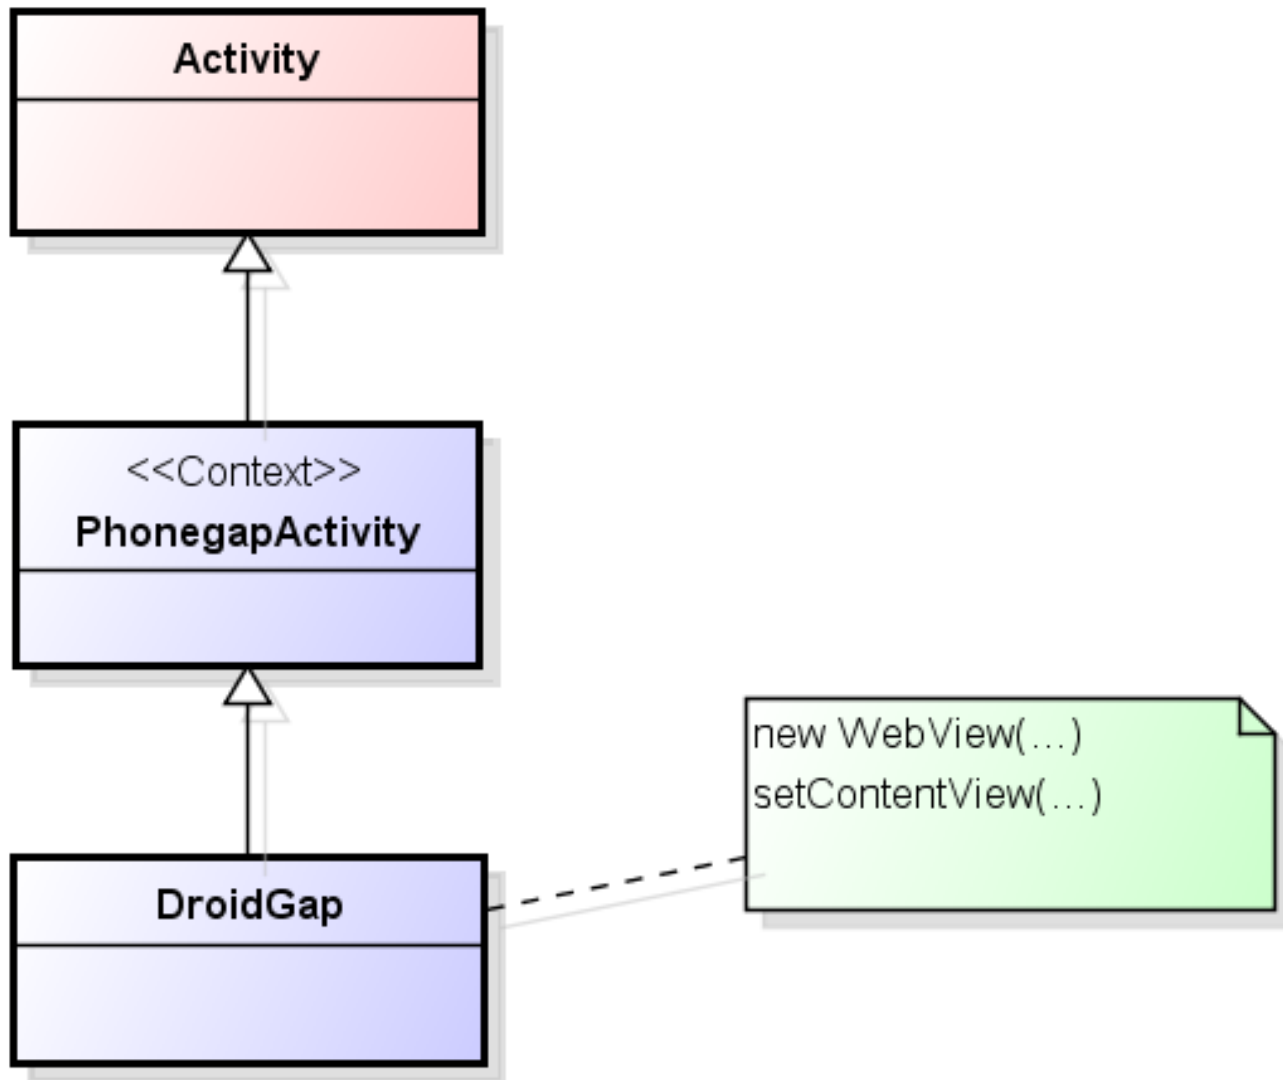 Activity
<<Context>>
PhonegapActivity
new WebView(...)
setContentView(...)
DroidGap